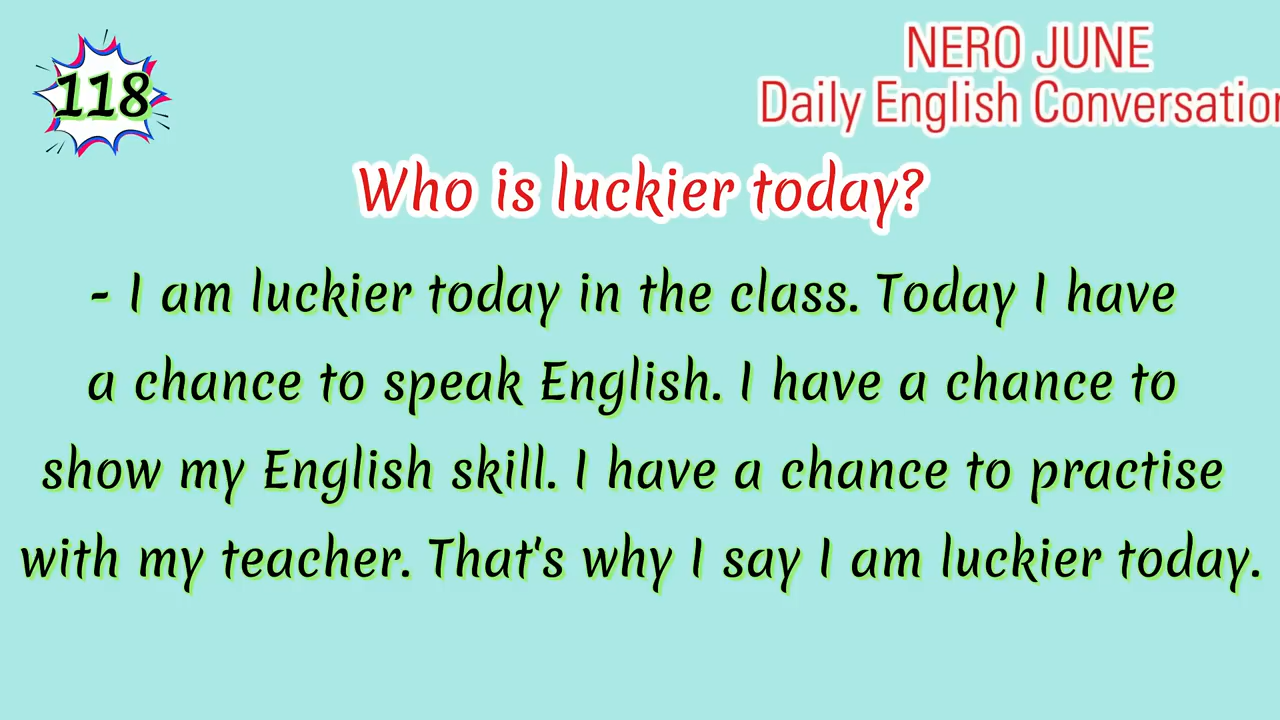 118
NERO JUNE
Daily English Conversation
Who is luckier today?
- I am luckier today in the class. Today I have
a chance to speak English. I have a chance to
show my English skill. I have a chance to practise
with my teacher. That's why I say I am luckier today.